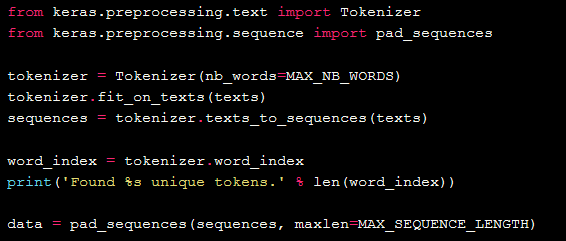 from keras.preprocessing.text import Tokenizer
from keras.preprocessing.sequence import pad_sequences
tokenizer = Tokenizer(nb_words=MAX_NB_WORDS)
tokenizer.fit_on_texts(texts)
sequences = tokenizer.texts_to_sequences(texts)
word_index = tokenizer.word_index
print('Found %s unique tokens.' % len(word_index))
data = pad_sequences(sequences, maxlen=MAX_SEQUENCE_LENGTH)